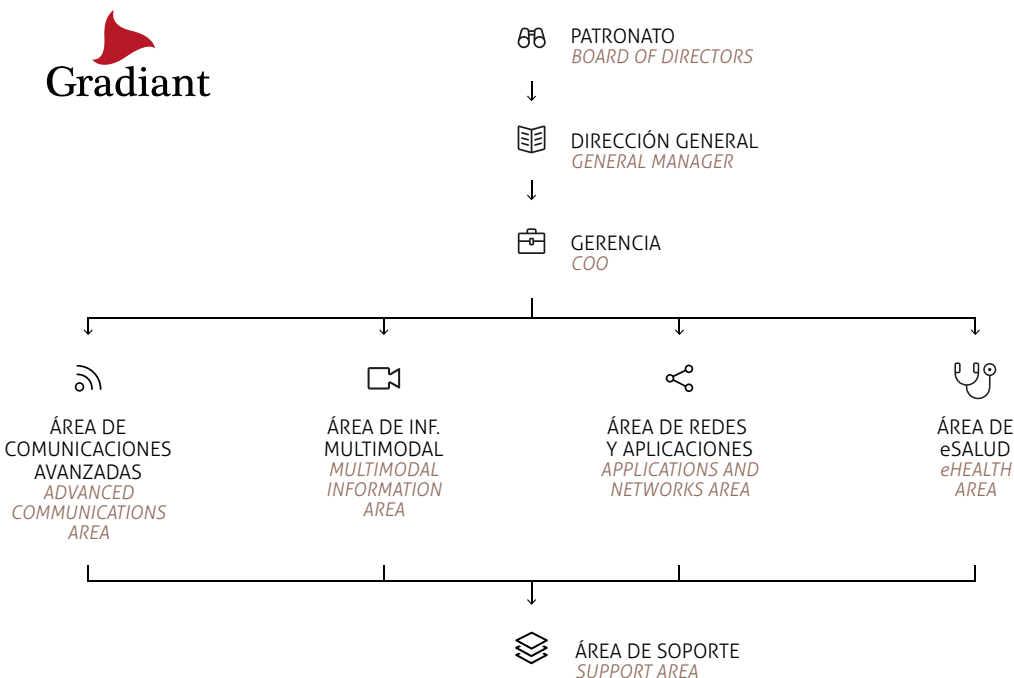 Gradiant
PATRONATO
BOARD OF DIRECTORS
DIRECCIÓN GENERAL
GENERAL MANAGER
GERENCIA
COO
ÁREA DE
COMUNICACIONES
AVANZADAS
ADVANCED
COMMUNICATIONS
AREA
ÁREA DE INF.
MULTIMODAL
MULTIMODAL
INFORMATION
AREA
ÁREA DE REDES
Y APLICACIONES
APPLICATIONS AND
NETWORKS AREA
ÁREA DE
eSALUD
eHEALTH
AREA
ÁREA DE SOPORTE
SUPPORT AREA